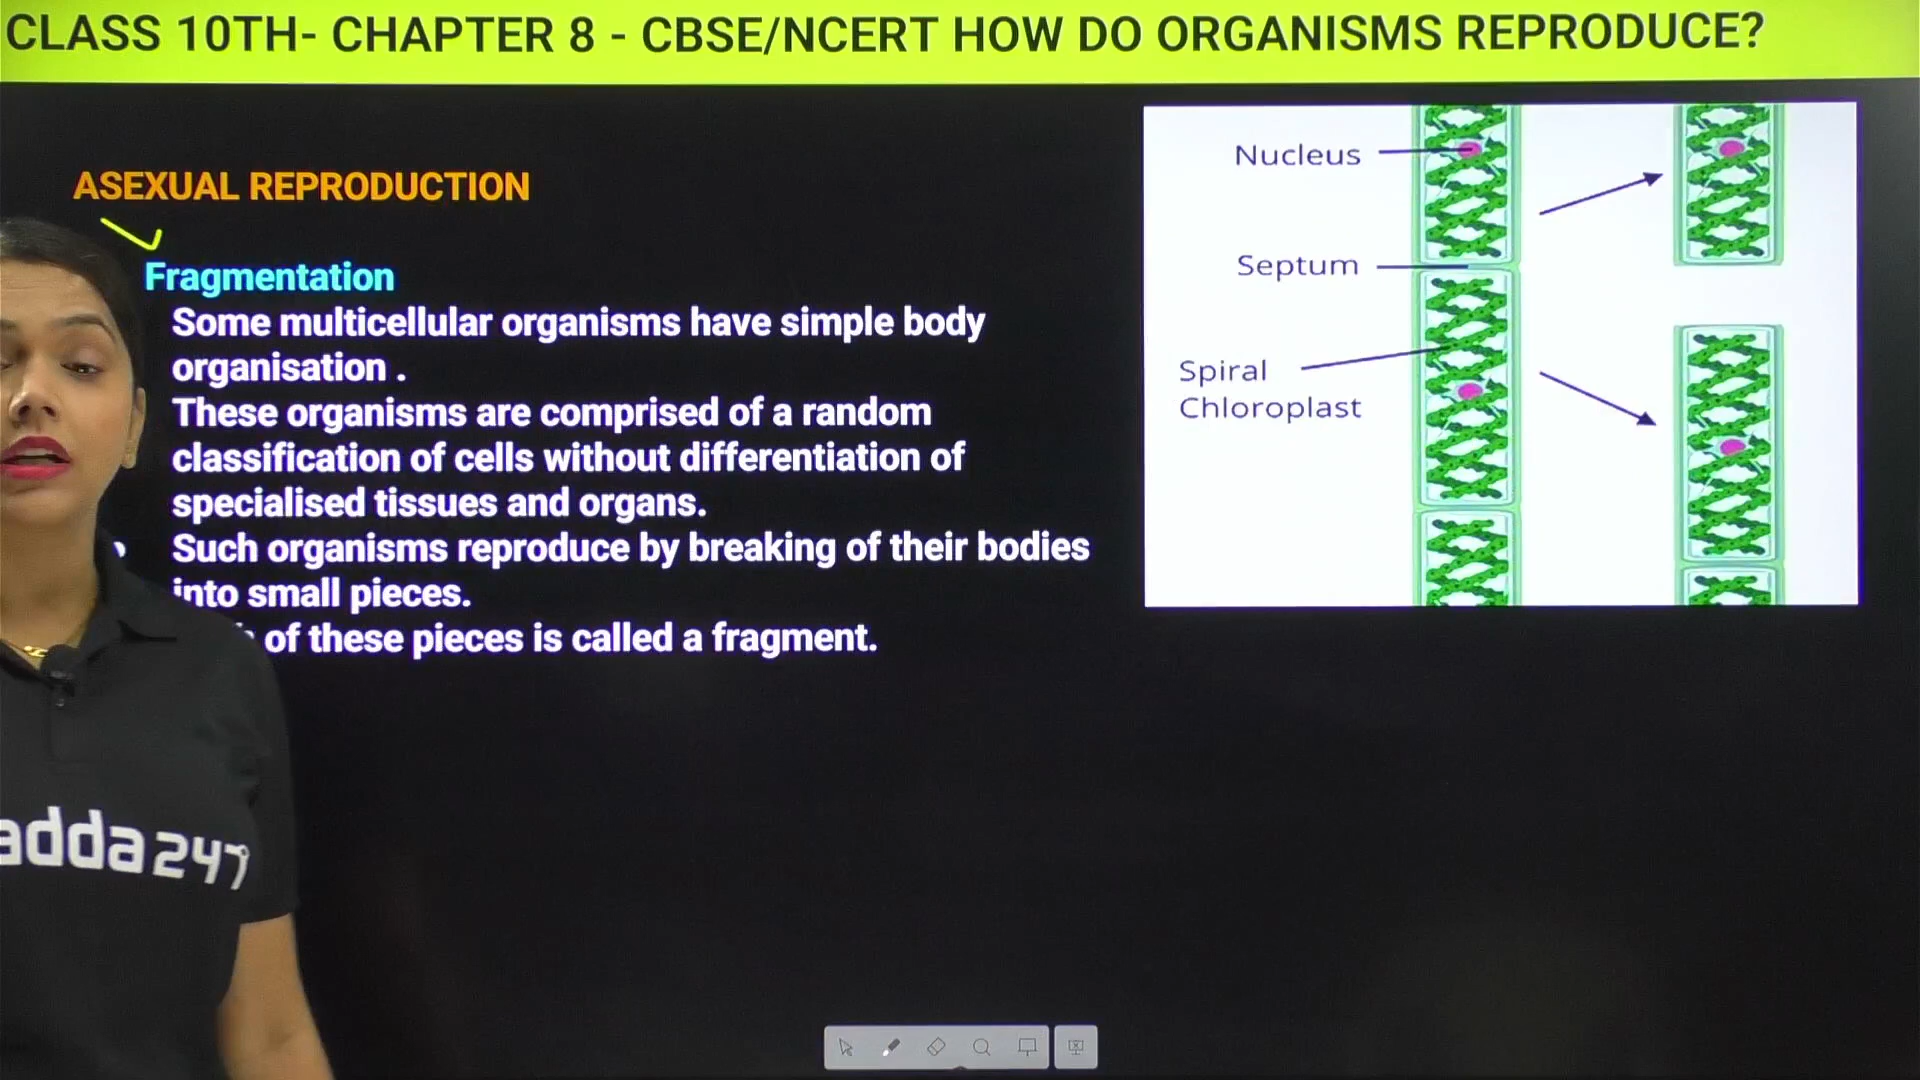 CLASS 10TH- CHAPTER 8 - CBSE/NCERT HOW DO ORGANISMS REPRODUCE?
ASEXUAL REPRODUCTION
Fragmentation
Some multicellular organisms have simple body
organisation .
These organisms are comprised of a random
classification of cells without differentiation of
specialised tissues and organs.
Such organisms reproduce by breaking of their bodies
into small pieces.
of these pieces is called a fragment.
Nucleus
Septum
Spiral
Chloroplast
adda247